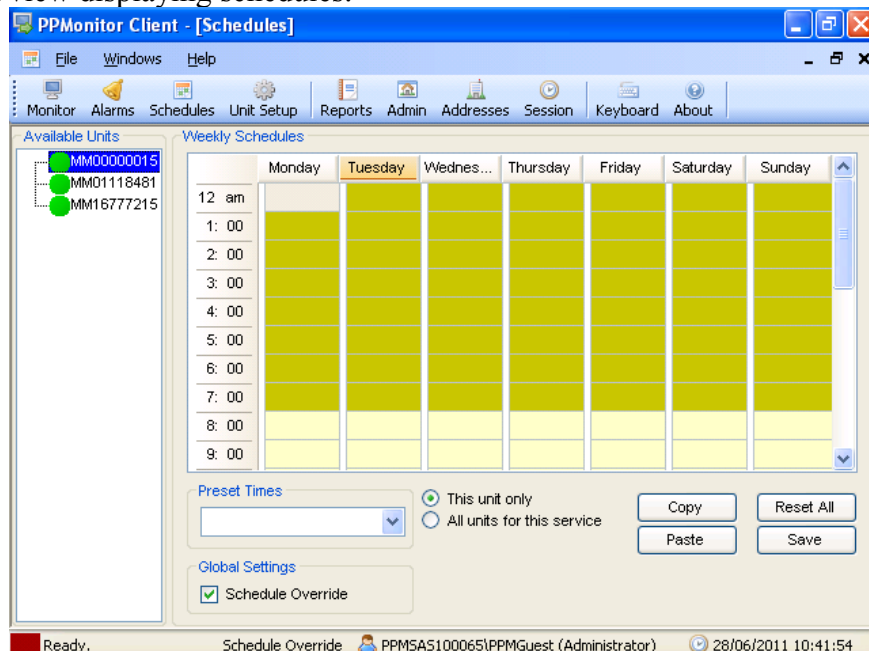 PPMonitor Client - [Schedules]
File Windows Help
Monitor Alarms Schedules Unit Setup Reports Admin Addresses Session Keyboard About
Available Units
MM00000015
MM01118481
MM16777215
Weekly Schedules
Monday Tuesday Wednes... Thursday Friday Saturday Sunday
12 am
1: 00
2: 00
3: 00
4: 00
5: 00
6: 00
7: 00
8: 00
9: 00
Preset Times
This unit only
All units for this service
Copy Reset All
Paste Save
Global Settings
Schedule Override
Ready. Schedule Override PPMSAS100065\PPMGuest (Administrator) 28/06/2011 10:41:54